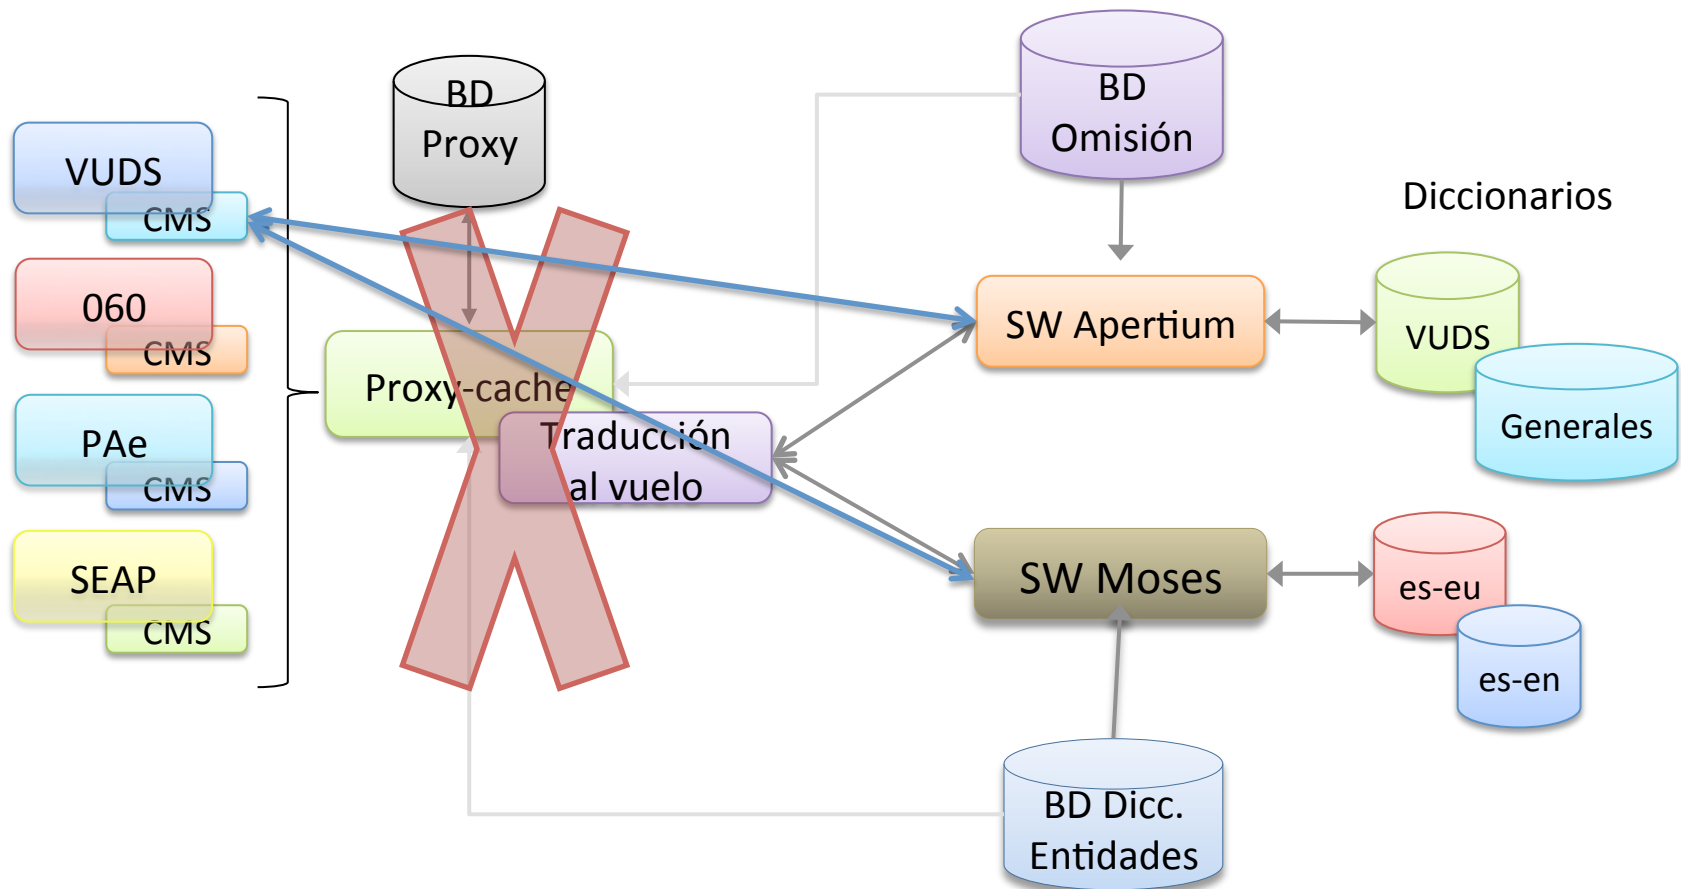 BD
Proxy
BD
Omisión
VUDS
CMS
Diccionarios
060
CMS
SW Apertium
VUDS
Proxy-cache
Generales
PAe
CMS
Traducción
al vuelo
SEAP
CMS
SW Moses
es-eu
es-en
BD Dicc.
Entidades